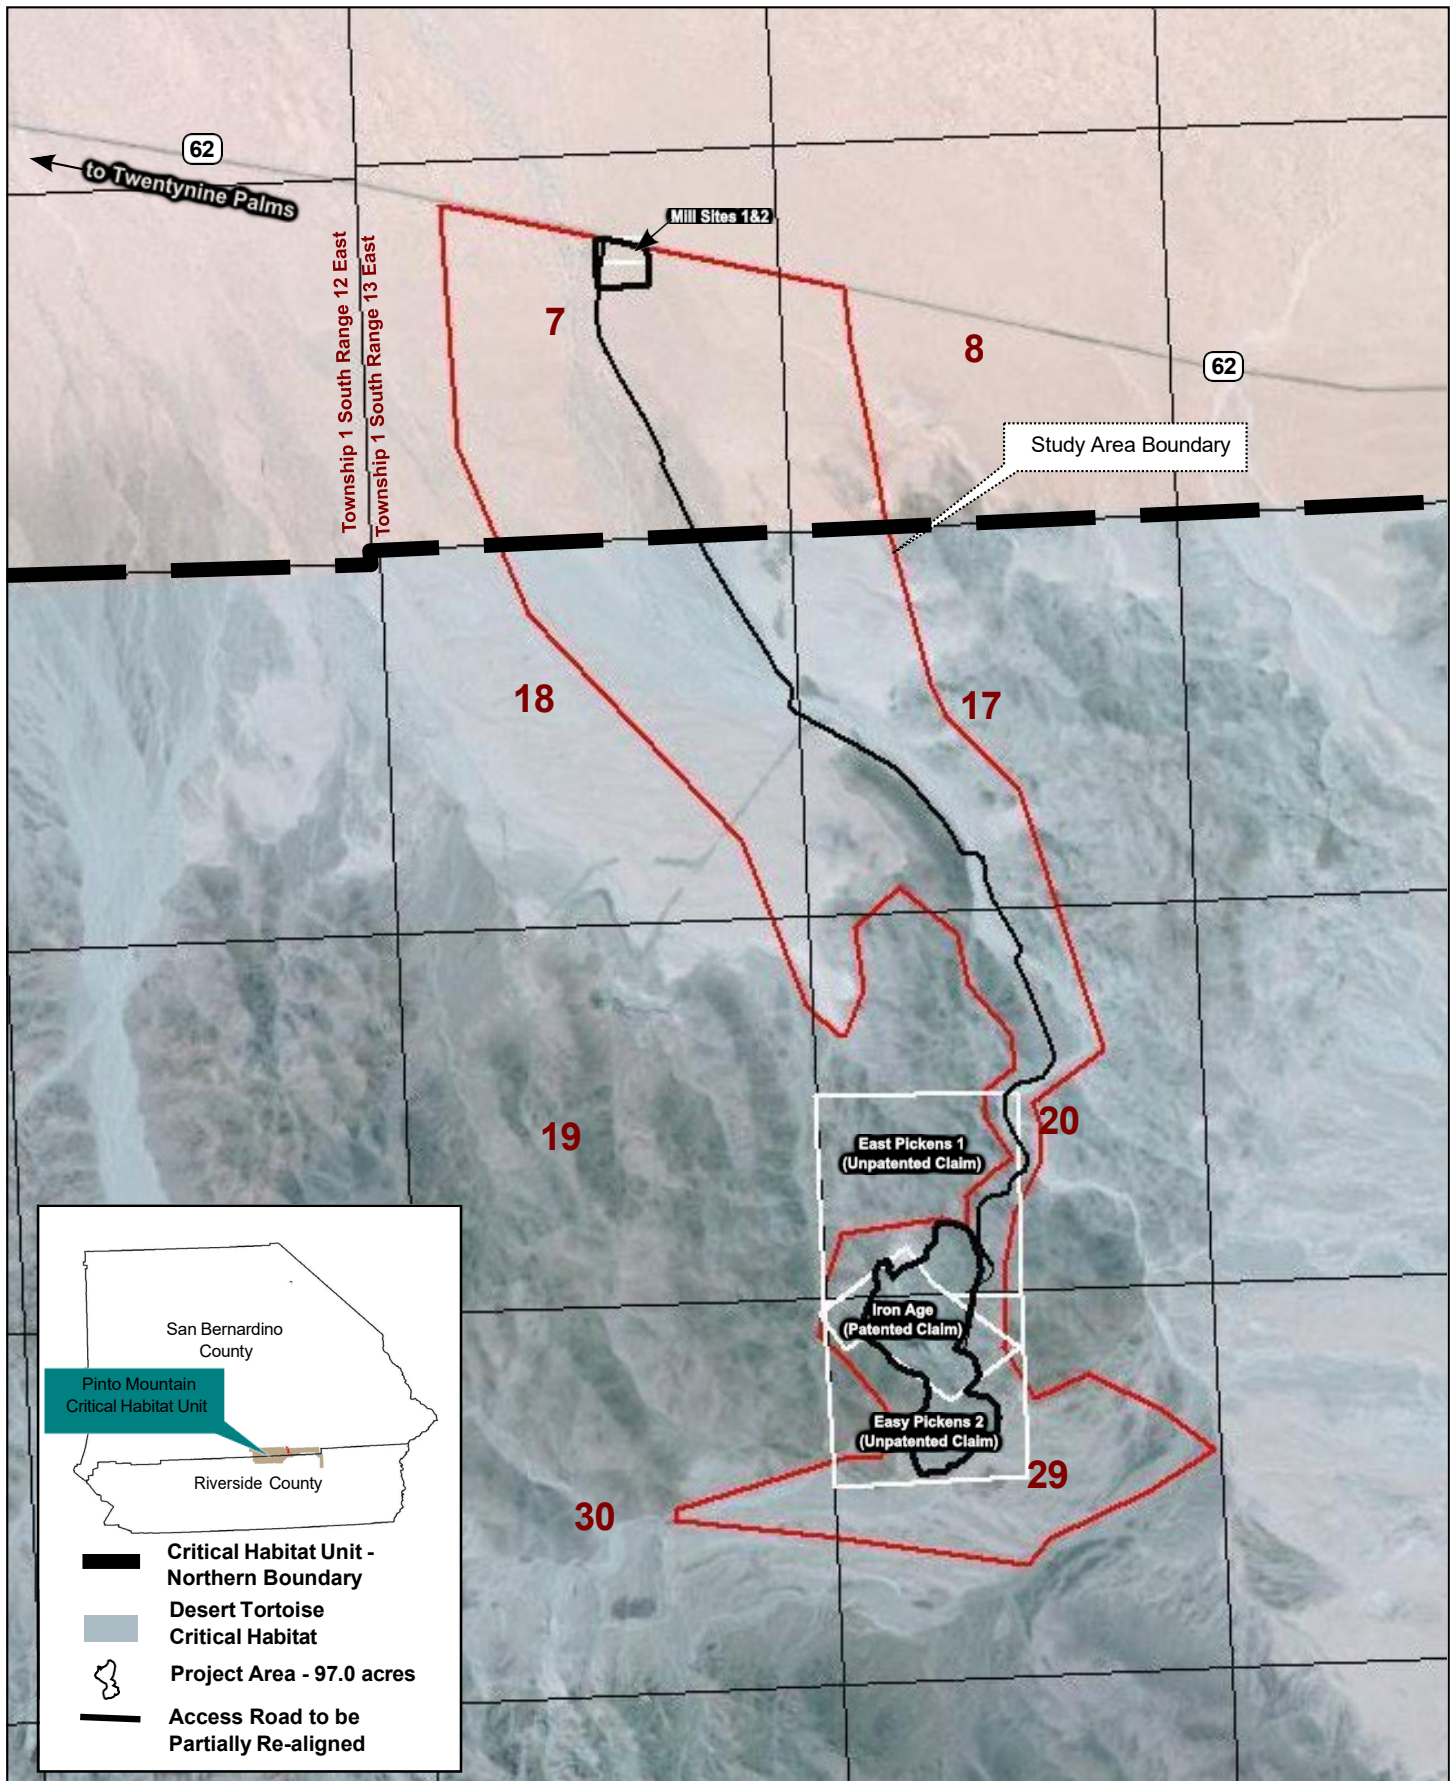 62
to Twentynine Palms
Mill Sites 1&2
Township 1 South Range 12 East
Township 1 South Range 13 East
7
8
62
Study Area Boundary
18
17
19
20
East Pickens 1
(Unpatented Claim)
Iron Age
(Patented Claim)
Easy Pickens 2
(Unpatented Claim)
29
30
San Bernardino
County
Pinto Mountain
Critical Habitat Unit
Riverside County
Critical Habitat Unit -
Northern Boundary
Desert Tortoise
Critical Habitat
Project Area - 97.0 acres
Access Road to be
Partially Re-aligned